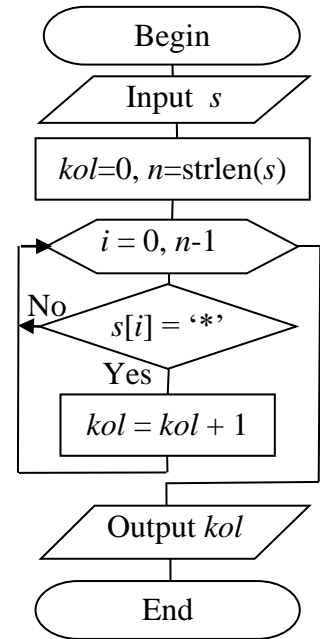 Begin
Input s
kol=0, n=strlen(s)
i = 0, n-1
No
s[i] = ‘*’
Yes
kol = kol + 1
Output kol
End